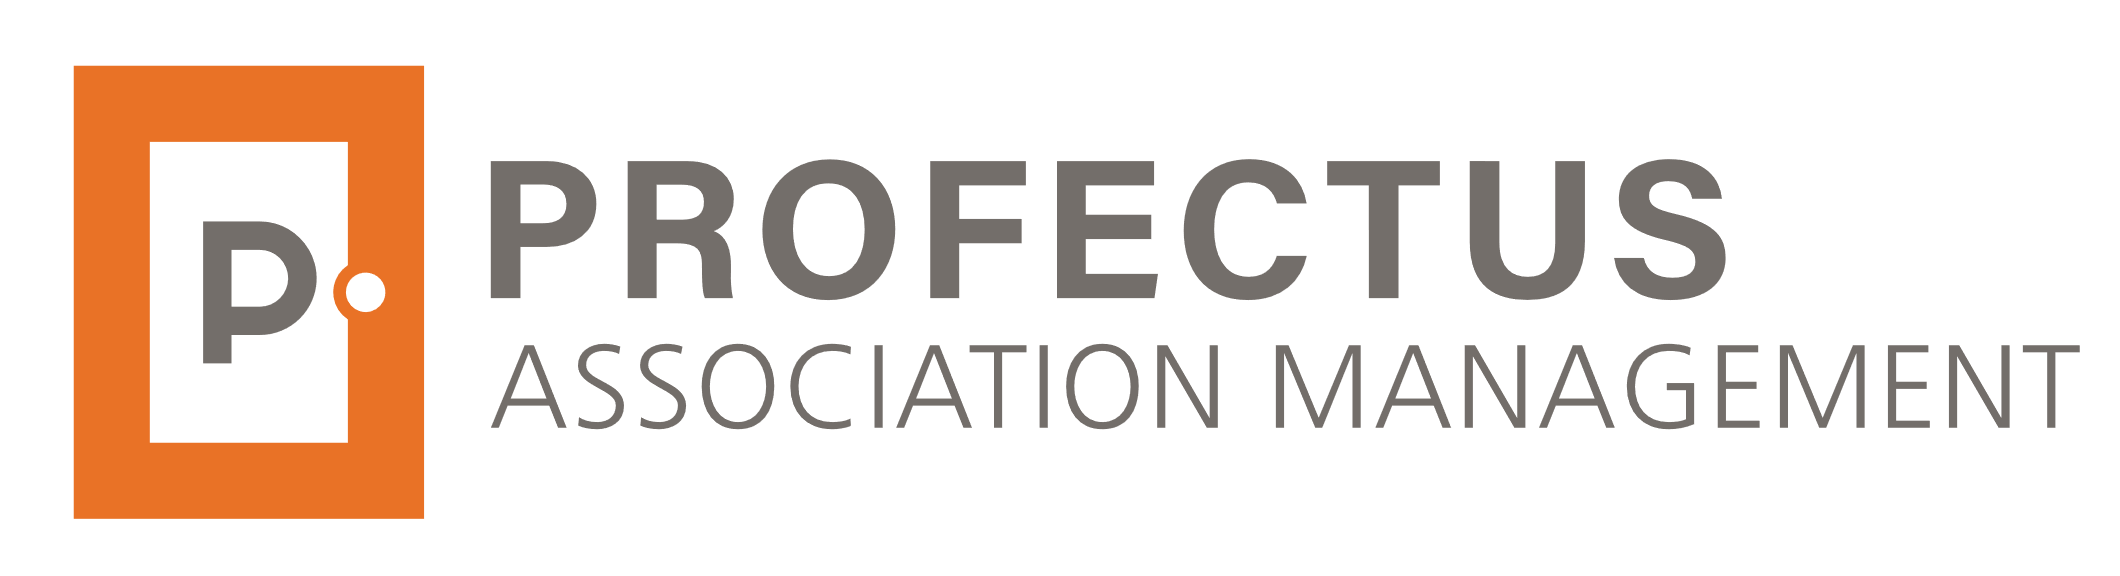 P
PROFECTUS
ASSOCIATION MANAGEMENT